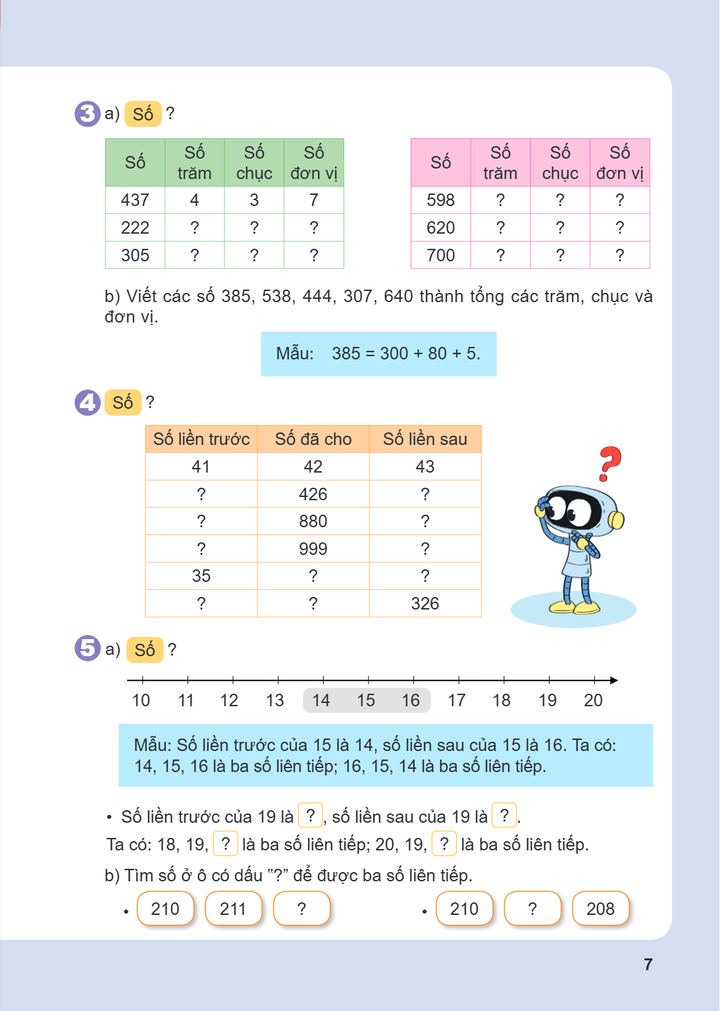 3 a) Số ?
Số Số trăm Số chục Số đơn vị
437 4 3 7
222 ? ? ?
305 ? ? ?
Số Số trăm Số chục Số đơn vị
598 ? ? ?
620 ? ? ?
700 ? ? ?
b) Viết các số 385, 538, 444, 307, 640 thành tổng các trăm, chục và
đơn vị.
Mẫu: 385 = 300 + 80 + 5.
4 Số ?
Số liền trước Số đã cho Số liền sau
41 42 43
? 426 ?
? 880 ?
? 999 ?
35 ? ?
? ? 326
?
5 a) Số ?
10 11 12 13 14 15 16 17 18 19 20
Mẫu: Số liền trước của 15 là 14, số liền sau của 15 là 16. Ta có:
14, 15, 16 là ba số liên tiếp; 16, 15, 14 là ba số liên tiếp.
• Số liền trước của 19 là ? , số liền sau của 19 là ? .
Ta có: 18, 19, ? là ba số liên tiếp; 20, 19, ? là ba số liên tiếp.
b) Tìm số ở ô có dấu "?" để được ba số liên tiếp.
• 210 211 ? • 210 ? 208
7